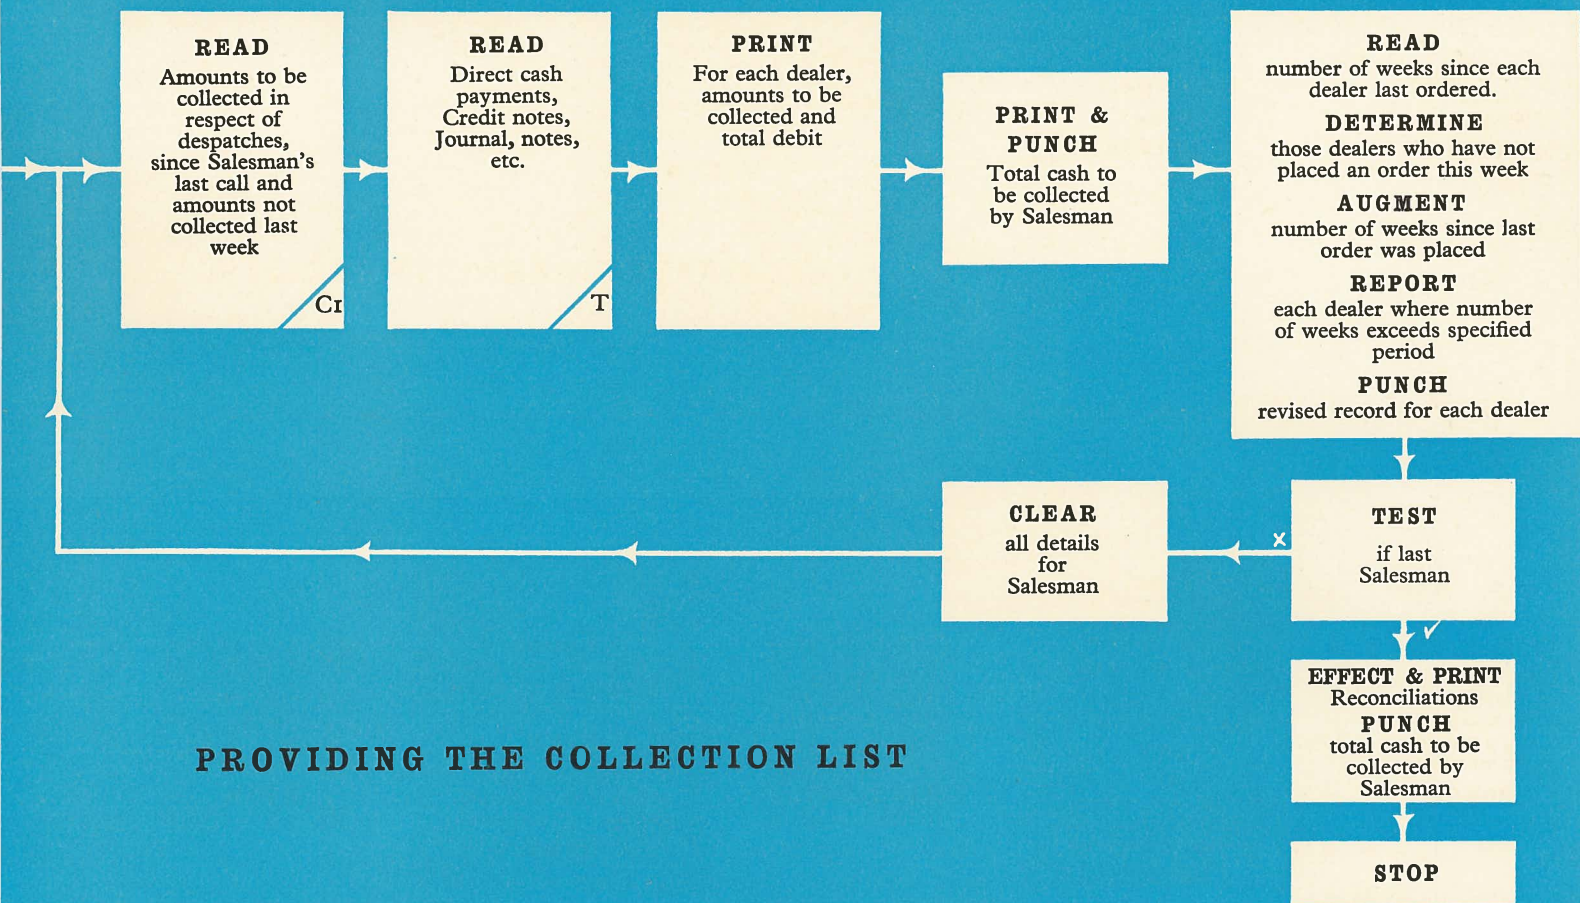 READ
Amounts to be
collected in
respect of
despatches,
since Salesman's
last call and
amounts not
collected last
week
C1
READ
Direct cash
payments,
Credit notes,
Journal, notes,
etc.
T
PRINT
For each dealer,
amounts to be
collected and
total debit
PRINT &
PUNCH
Total cash to
be collected
by Salesman
READ
number of weeks since each
dealer last ordered.
DETERMINE
those dealers who have not
placed an order this week
AUGMENT
number of weeks since last
order was placed
REPORT
each dealer where number
of weeks exceeds specified
period
PUNCH
revised record for each dealer
TEST
if last
Salesman
x
✓
CLEAR
all details
for
Salesman
EFFECT & PRINT
Reconciliations
PUNCH
total cash to be
collected by
Salesman
STOP
PROVIDING THE COLLECTION LIST